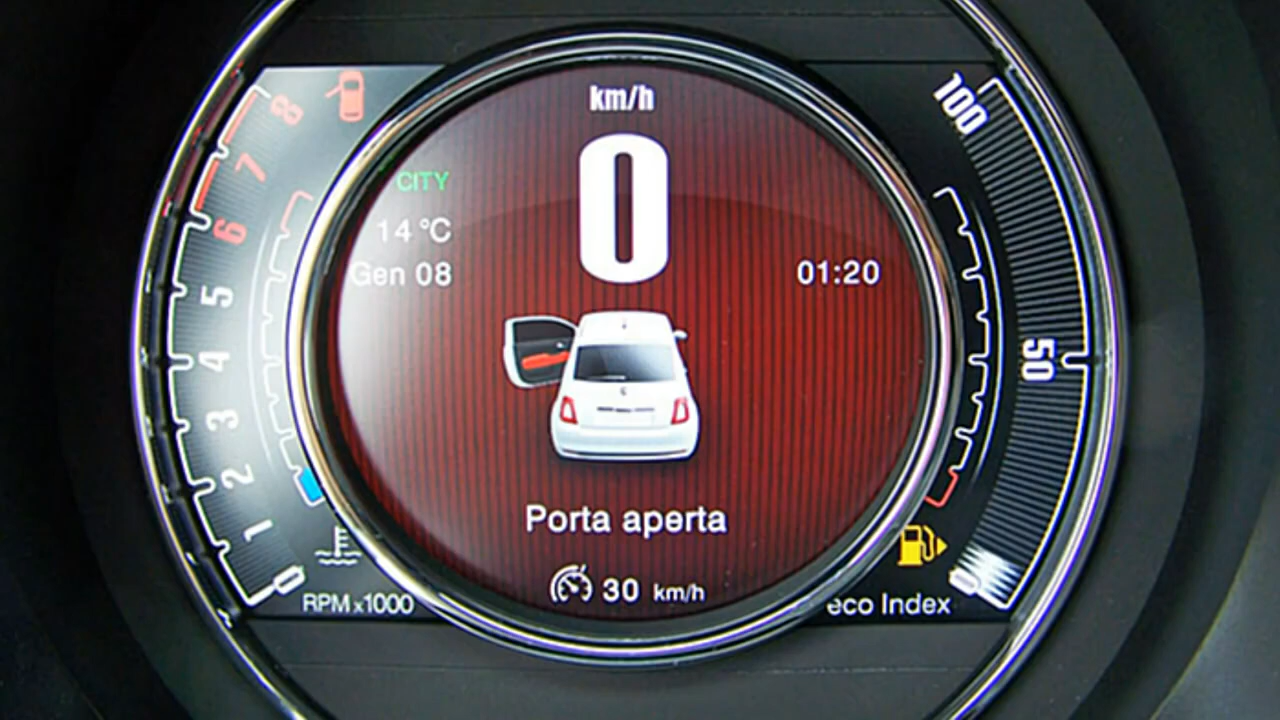 km/h
0
CITY
14 °C
Gen 08
01:20
Porta aperta
30 km/h
8
7
6
5
4
3
2
1
0
RPM x1000
100
50
0
eco Index